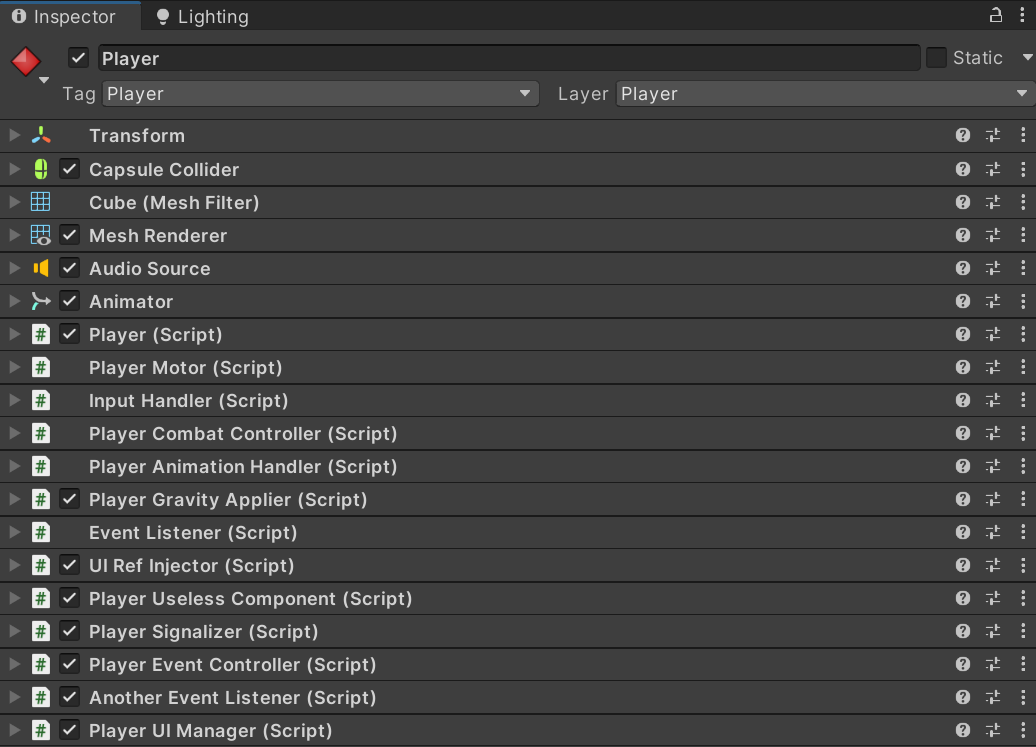 Inspector Lighting
Player Static
Tag Player Layer Player
Transform
Capsule Collider
Cube (Mesh Filter)
Mesh Renderer
Audio Source
Animator
# Player (Script)
# Player Motor (Script)
# Input Handler (Script)
# Player Combat Controller (Script)
# Player Animation Handler (Script)
# Player Gravity Applier (Script)
# Event Listener (Script)
# UI Ref Injector (Script)
# Player Useless Component (Script)
# Player Signalizer (Script)
# Player Event Controller (Script)
# Another Event Listener (Script)
# Player UI Manager (Script)